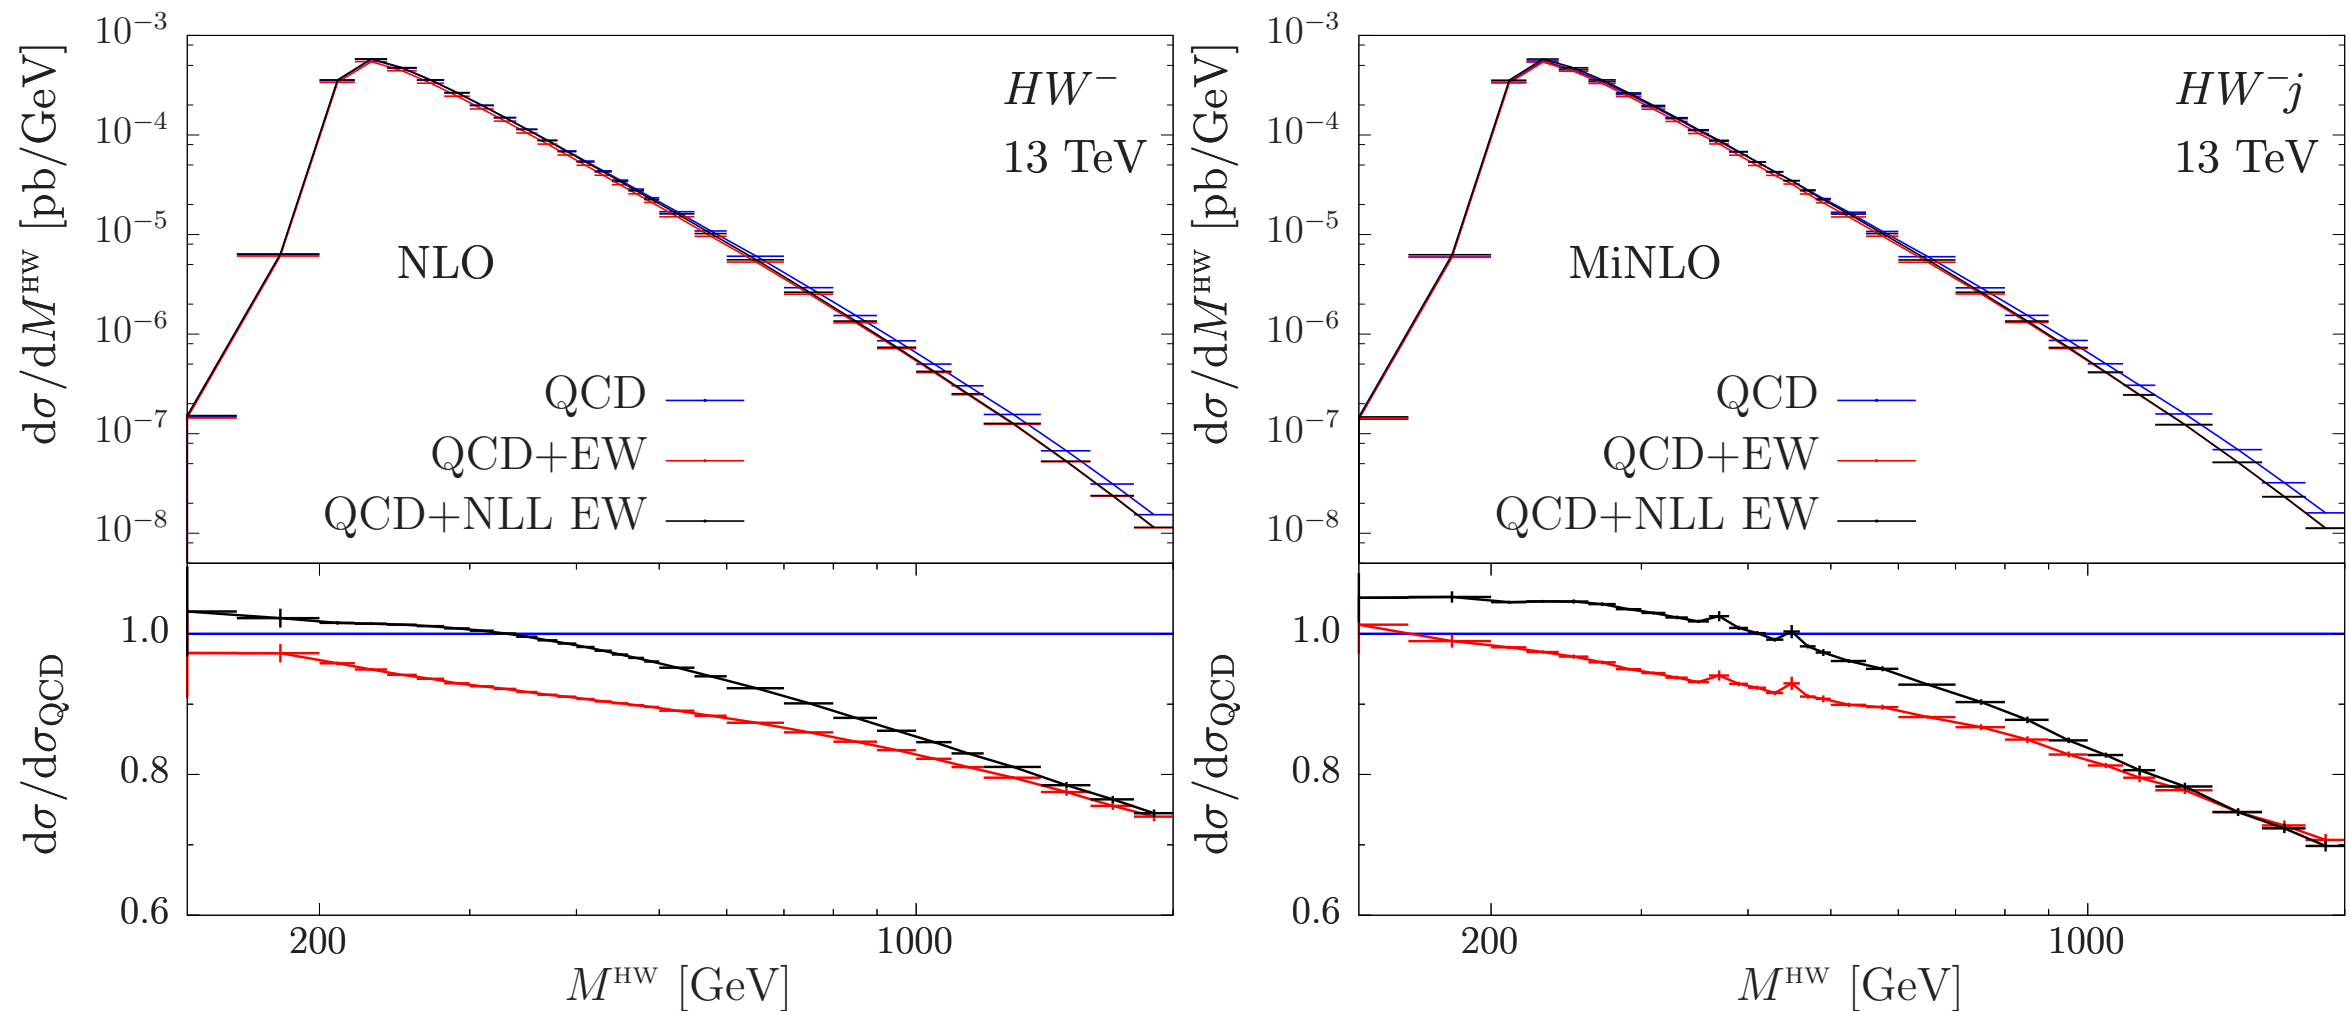 dσ/dM^HW [pb/GeV]
10⁻³
10⁻⁴
10⁻⁵
10⁻⁶
10⁻⁷
10⁻⁸
HW⁻
13 TeV
NLO
QCD
QCD+EW
QCD+NLL EW
dσ/dσ_QCD
1.0
0.8
0.6
200
1000
M^HW [GeV]
dσ/dM^HW [pb/GeV]
10⁻³
10⁻⁴
10⁻⁵
10⁻⁶
10⁻⁷
10⁻⁸
HW⁻j
13 TeV
MiNLO
QCD
QCD+EW
QCD+NLL EW
dσ/dσ_QCD
1.0
0.8
0.6
200
1000
M^HW [GeV]